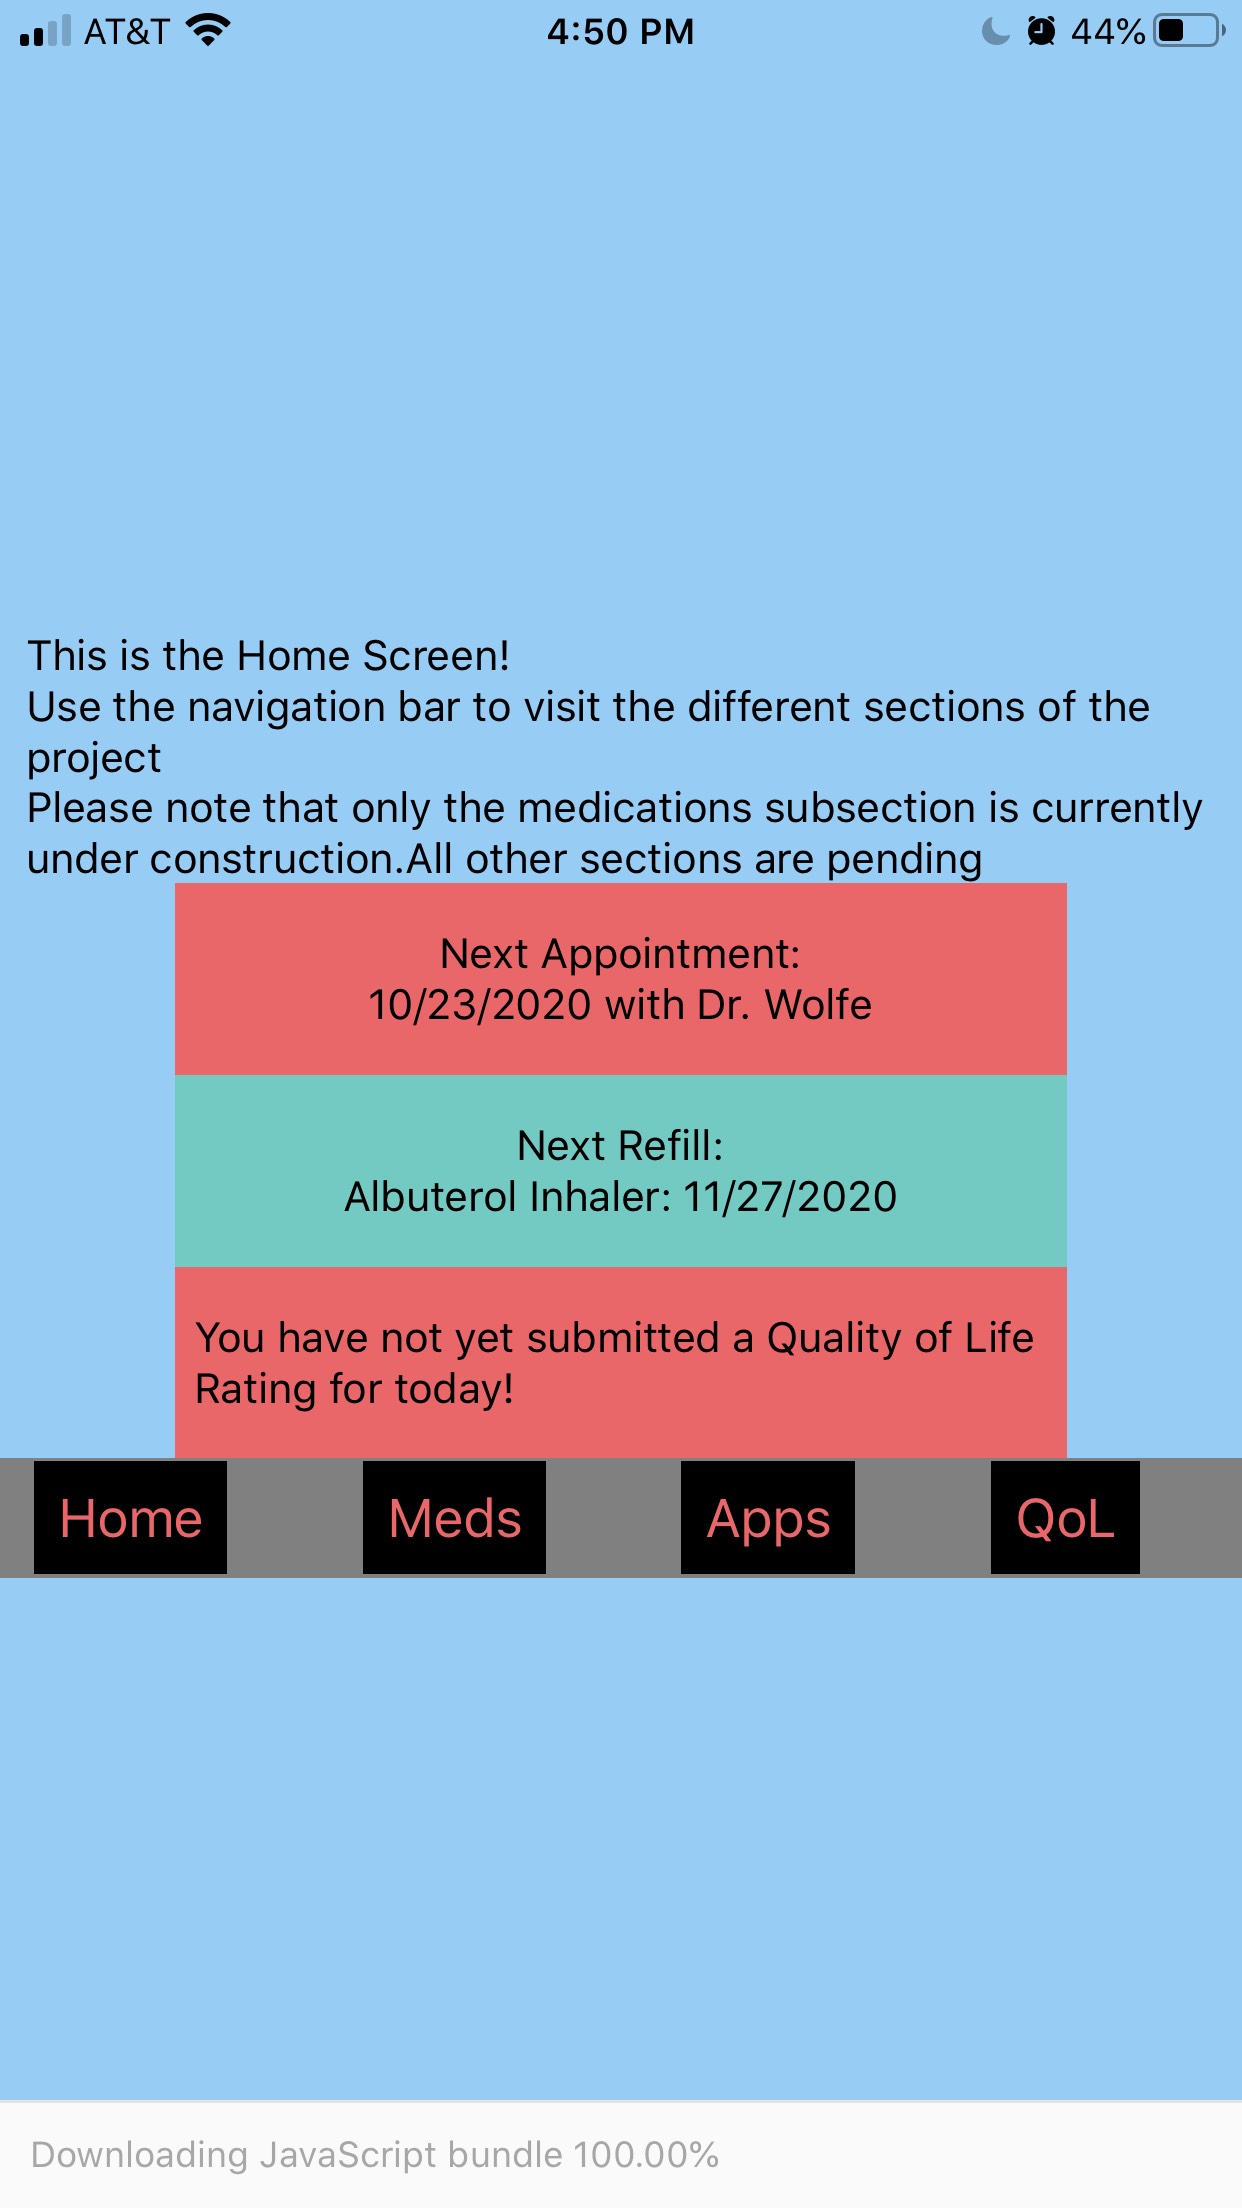 AT&T 4:50 PM 44%
This is the Home Screen!
Use the navigation bar to visit the different sections of the
project
Please note that only the medications subsection is currently
under construction.All other sections are pending
Next Appointment:
10/23/2020 with Dr. Wolfe
Next Refill:
Albuterol Inhaler: 11/27/2020
You have not yet submitted a Quality of Life
Rating for today!
Home Meds Apps QoL
Downloading JavaScript bundle 100.00%